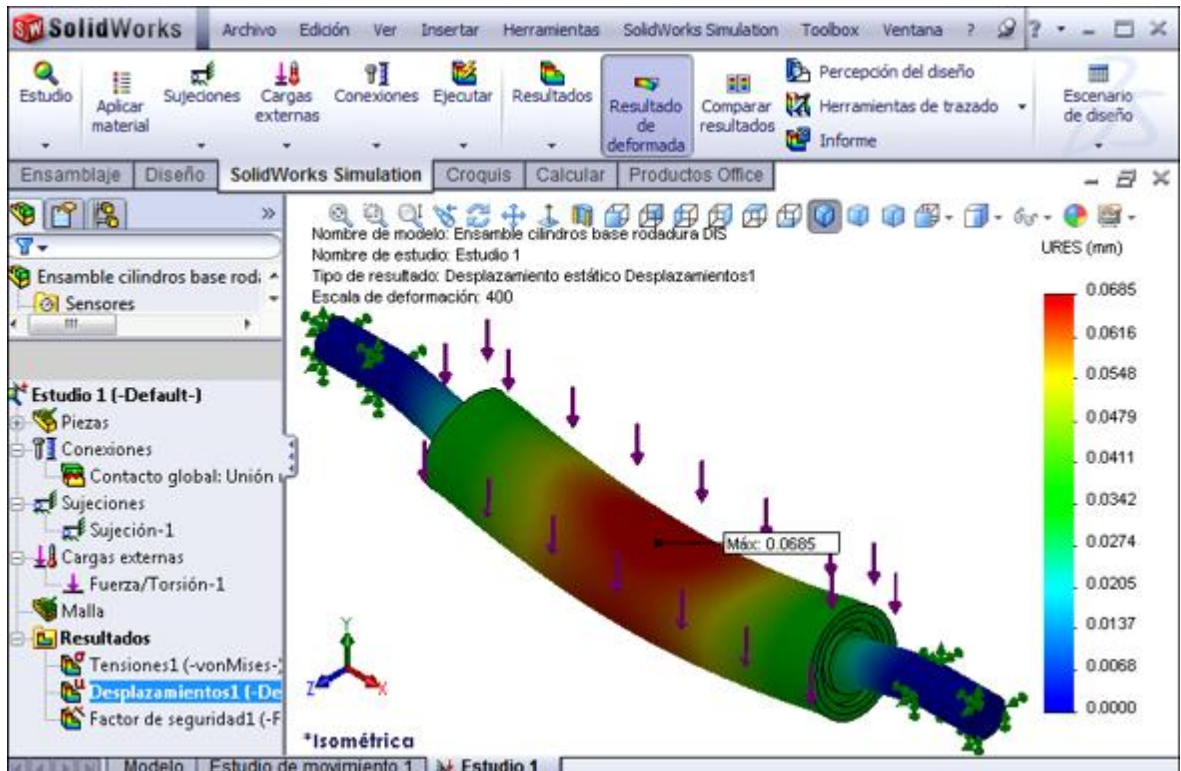 SolidWorks Archivo Edición Ver Insertar Herramientas SolidWorks Simulation Toolbox Ventana ? ?
Estudio
Aplicar material
Sujeciones
Cargas externas
Conexiones
Ejecutar
Resultados
Resultado de deformada
Comparar resultados
Percepción del diseño
Herramientas de trazado
Informe
Escenario de diseño
Ensamblaje Diseño SolidWorks Simulation Croquis Calcular Productos Office
Ensamble cilindros base
Sensores
Estudio 1 (-Default-)
Piezas
Conexiones
Contacto global: Unión
Sujeciones
Sujeción-1
Cargas externas
Fuerza/Torsión-1
Malla
Resultados
Tensiones1 (-vonMises-)
Desplazamientos1 (-De
Factor de seguridad1 (-F
Nombre de modelo: Ensamble cilindros base rodadura DIS
Nombre de estudio: Estudio 1
Tipo de resultado: Desplazamiento estático Desplazamientos1
Escala de deformación: 400
Máx: 0.0685
URES (mm)
0.0685
0.0616
0.0548
0.0479
0.0411
0.0342
0.0274
0.0205
0.0137
0.0068
0.0000
Y
Z X
*Isométrica
Modelo Estudio de movimiento 1 Estudio 1